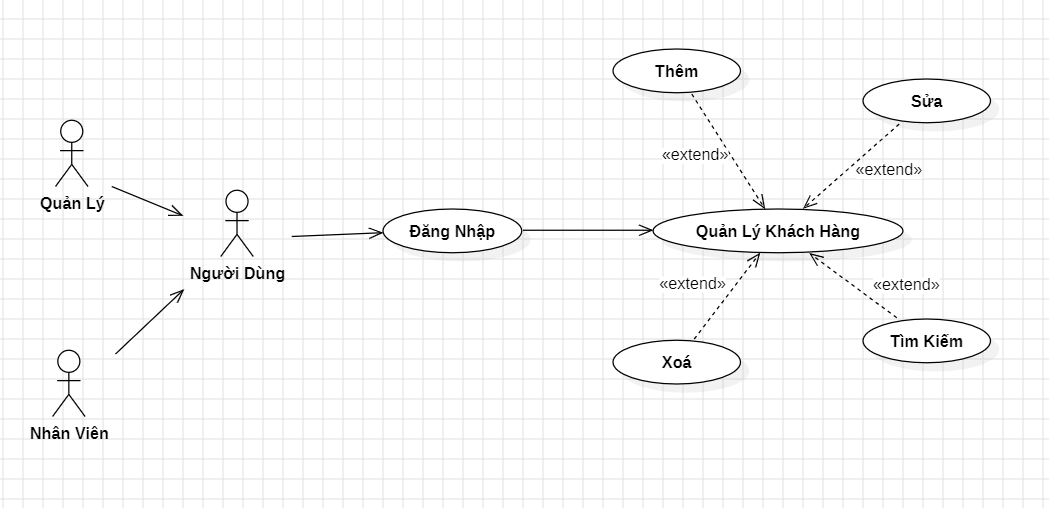 Thêm
Sửa
Quản Lý
«extend»
«extend»
Người Dùng
Đăng Nhập
Quản Lý Khách Hàng
«extend»
«extend»
Nhân Viên
Xoá
Tìm Kiếm